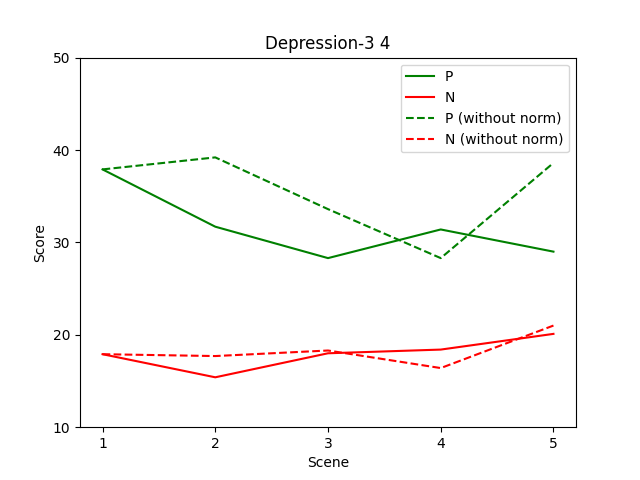 Depression-3 4
50
40
30
20
10
Score
P
N
P (without norm)
N (without norm)
1 2 3 4 5
Scene